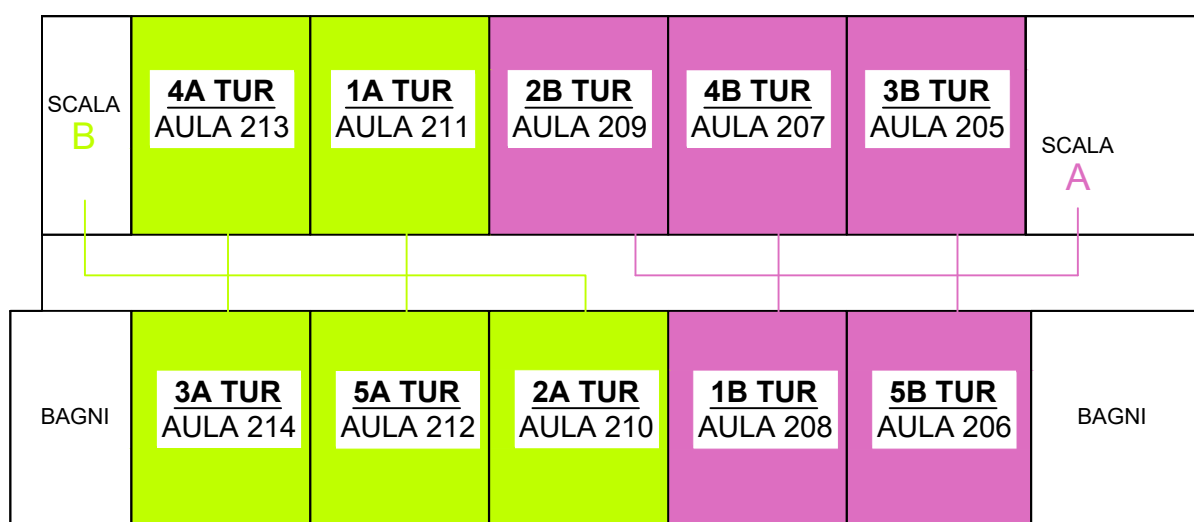 SCALA
B
4A TUR
AULA 213
1A TUR
AULA 211
2B TUR
AULA 209
4B TUR
AULA 207
3B TUR
AULA 205
SCALA
A
BAGNI
3A TUR
AULA 214
5A TUR
AULA 212
2A TUR
AULA 210
1B TUR
AULA 208
5B TUR
AULA 206
BAGNI